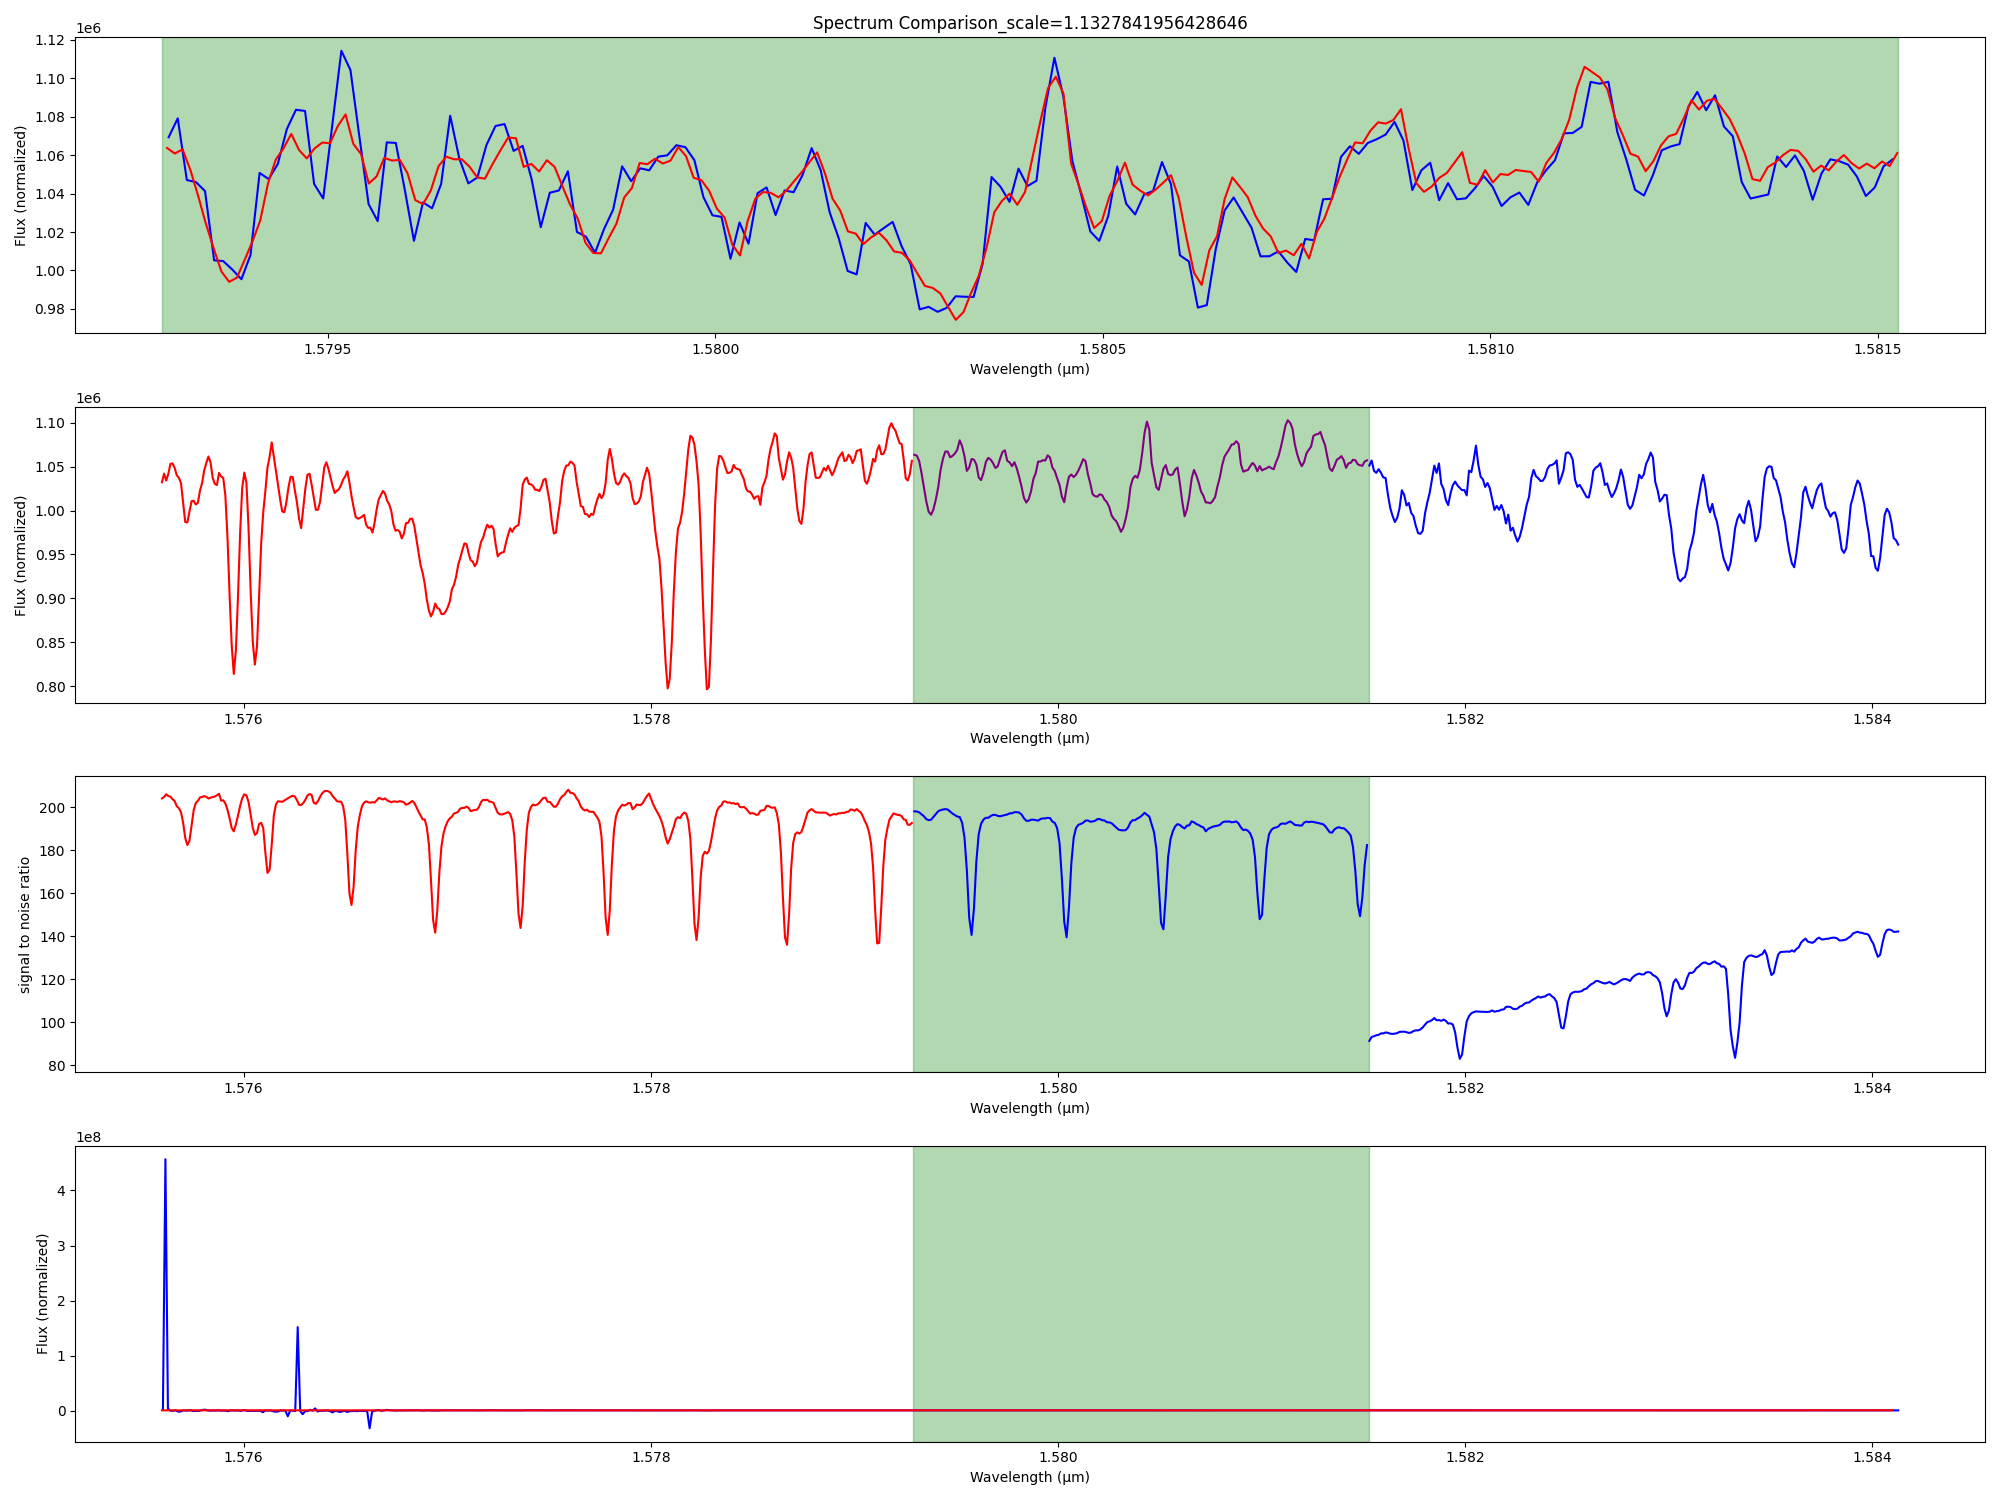 Spectrum Comparison_scale=1.1327841956428646
1e6
1.12
1.10
1.08
1.06
1.04
1.02
1.00
0.98
Flux (normalized)
1.5795 1.5800 1.5805 1.5810 1.5815
Wavelength (μm)
1e6
1.10
1.05
1.00
0.95
0.90
0.85
0.80
Flux (normalized)
1.576 1.578 1.580 1.582 1.584
Wavelength (μm)
200
180
160
140
120
100
80
signal to noise ratio
1.576 1.578 1.580 1.582 1.584
Wavelength (μm)
1e8
4
3
2
1
0
Flux (normalized)
1.576 1.578 1.580 1.582 1.584
Wavelength (μm)